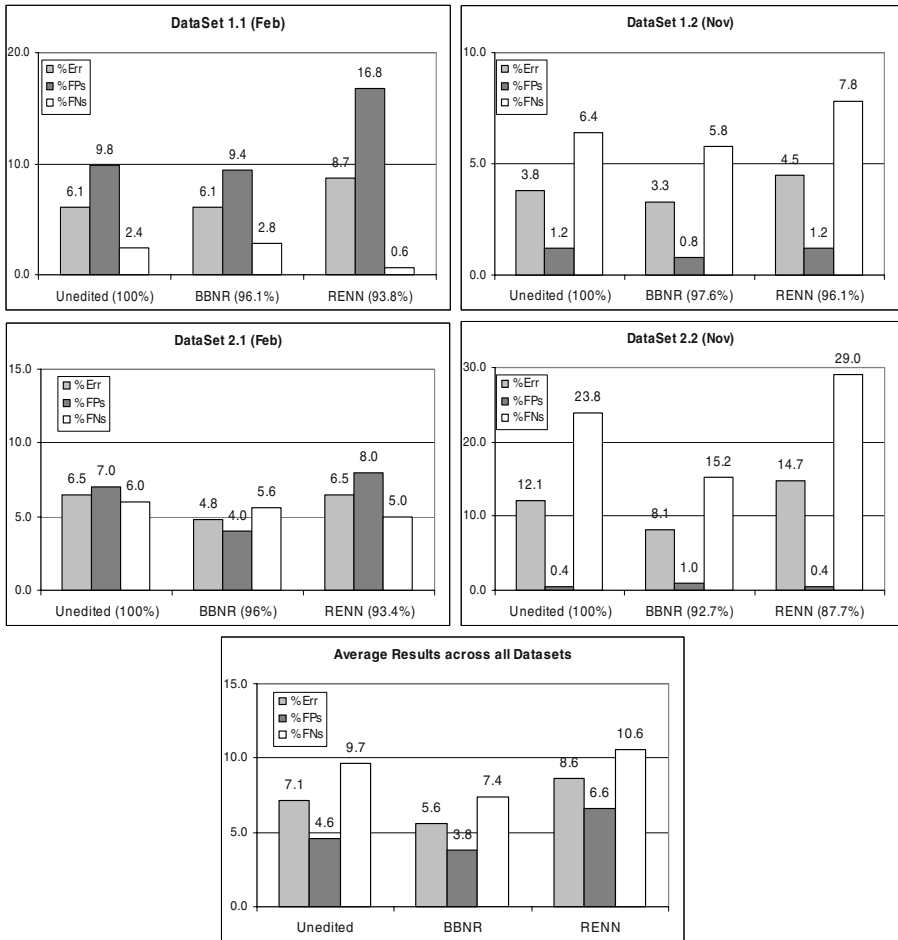 DataSet 1.1 (Feb)
20.0
10.0
0.0
%Err
%FPs
%FNs
6.1
9.8
2.4
6.1
9.4
2.8
8.7
16.8
0.6
Unedited (100%)
BBNR (96.1%)
RENN (93.8%)
DataSet 1.2 (Nov)
10.0
5.0
0.0
%Err
%FPs
%FNs
3.8
1.2
6.4
3.3
0.8
5.8
4.5
1.2
7.8
Unedited (100%)
BBNR (97.6%)
RENN (96.1%)
DataSet 2.1 (Feb)
15.0
10.0
5.0
0.0
%Err
%FPs
%FNs
6.5
7.0
6.0
4.8
4.0
5.6
6.5
8.0
5.0
Unedited (100%)
BBNR (96%)
RENN (93.4%)
DataSet 2.2 (Nov)
30.0
20.0
10.0
0.0
%Err
%FPs
%FNs
12.1
0.4
23.8
8.1
1.0
15.2
14.7
0.4
29.0
Unedited (100%)
BBNR (92.7%)
RENN (87.7%)
Average Results across all Datasets
15.0
10.0
5.0
0.0
%Err
%FPs
%FNs
7.1
4.6
9.7
5.6
3.8
7.4
8.6
6.6
10.6
Unedited
BBNR
RENN